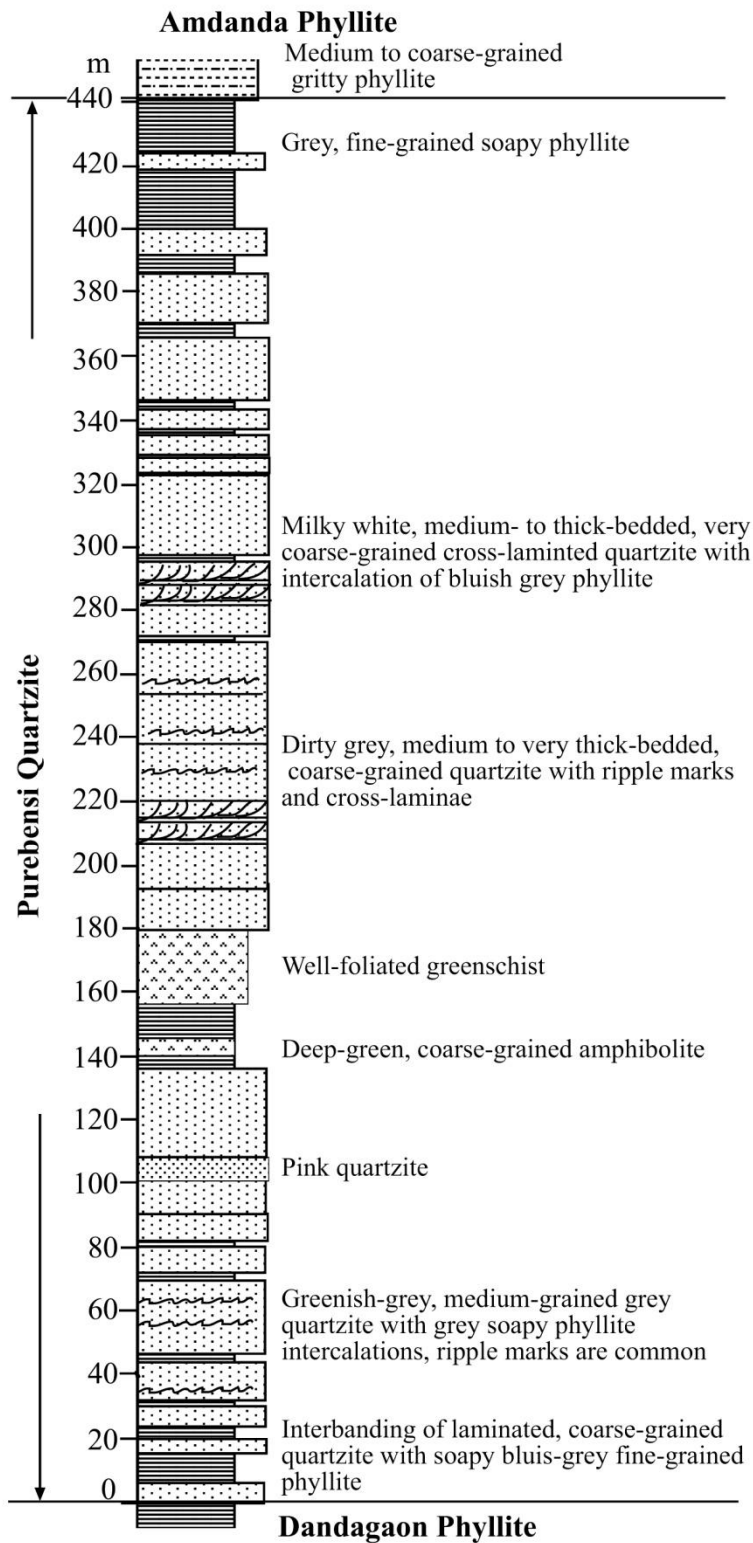 Amdanda Phyllite
m
Medium to coarse-grained
gritty phyllite
440
Grey, fine-grained soapy phyllite
420
400
380
360
340
320
Milky white, medium- to thick-bedded, very
300
coarse-grained cross-laminted quartzite with
intercalation of bluish grey phyllite
280
260
Purebensi Quartzite
240
Dirty grey, medium to very thick-bedded,
coarse-grained quartzite with ripple marks
220
and cross-laminae
200
180
Well-foliated greenschist
160
Deep-green, coarse-grained amphibolite
140
120
Pink quartzite
100
80
Greenish-grey, medium-grained grey
60
quartzite with grey soapy phyllite
intercalations, ripple marks are common
40
Interbanding of laminated, coarse-grained
20
quartzite with soapy bluis-grey fine-grained
phyllite
0
Dandagaon Phyllite